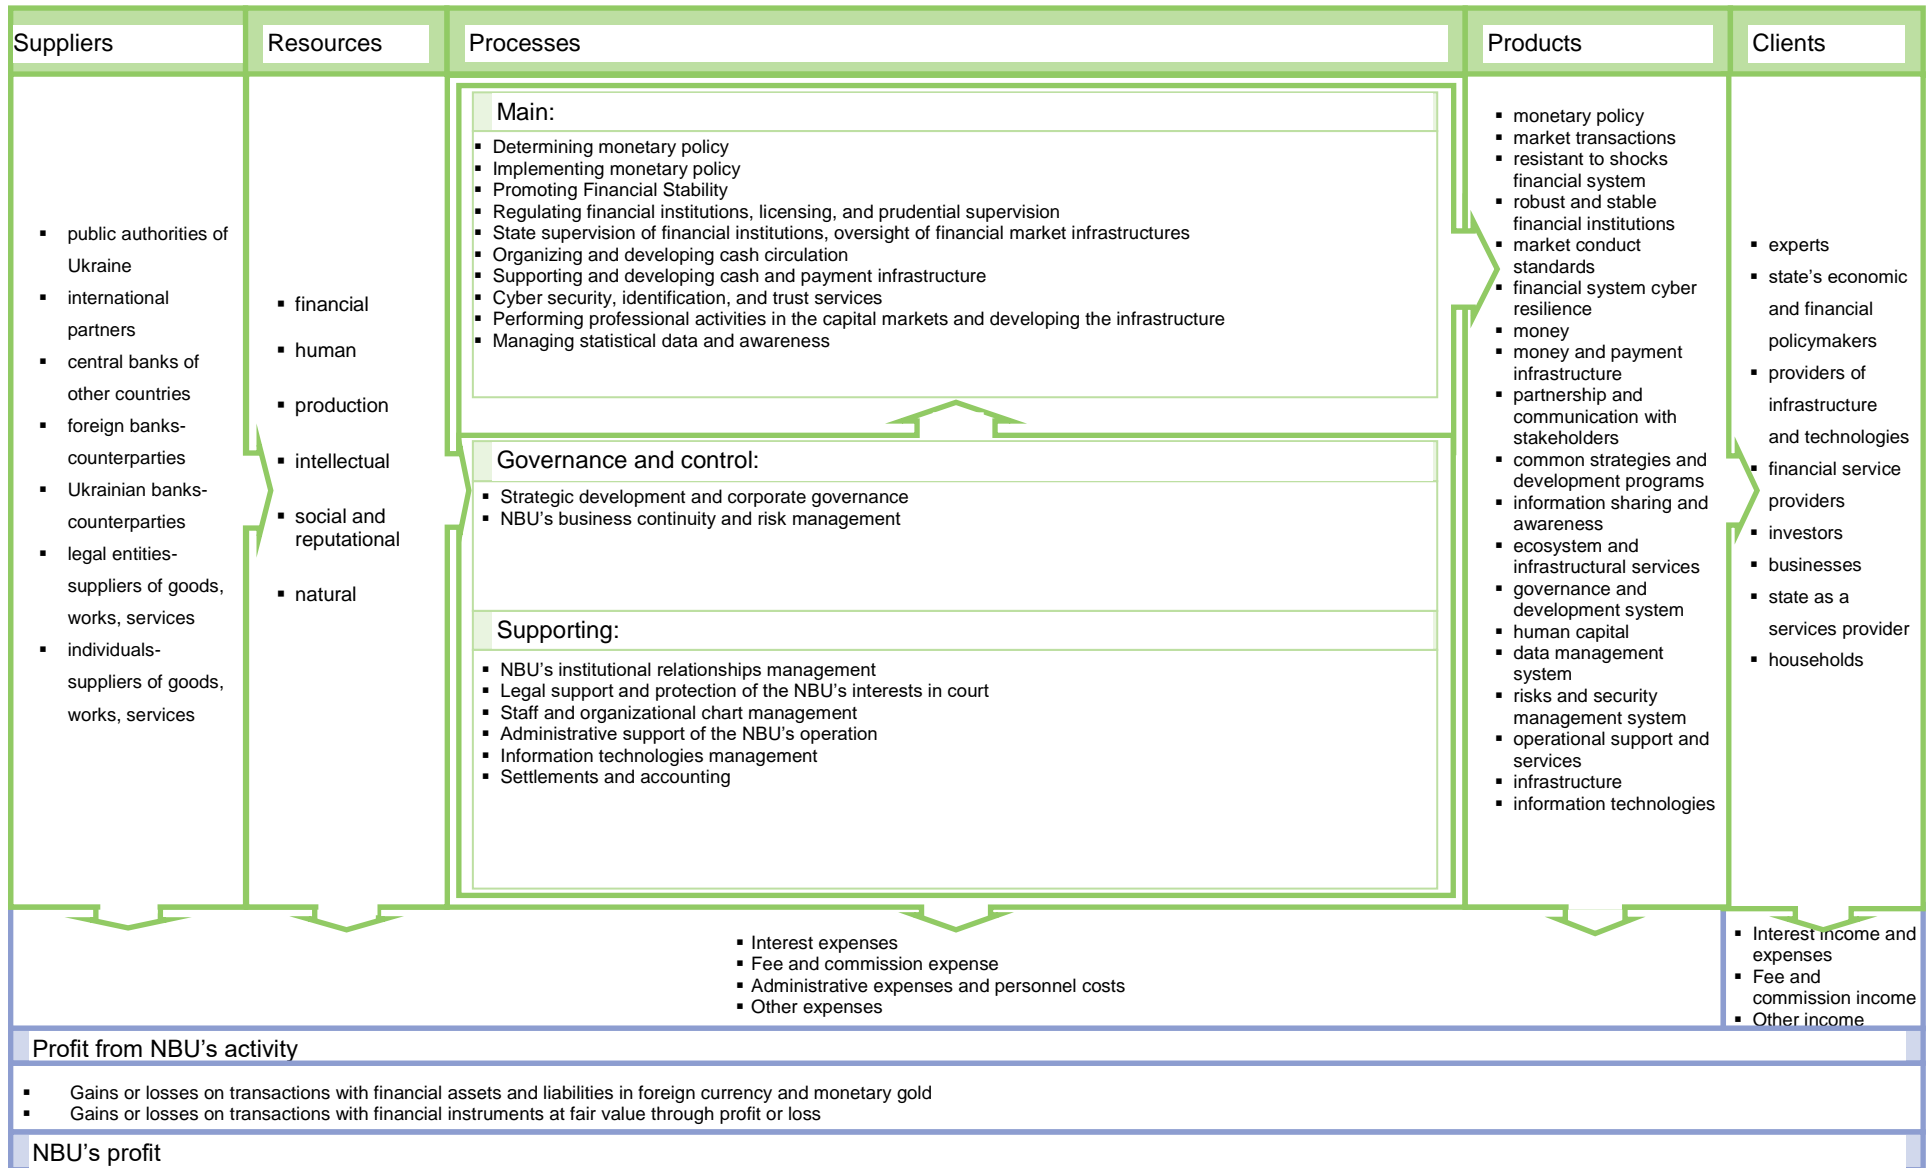 Suppliers
Resources
Processes
Products
Clients
▪ public authorities of
Ukraine
▪ international
partners
▪ central banks of
other countries
▪ foreign banks-
counterparties
▪ Ukrainian banks-
counterparties
▪ legal entities-
suppliers of goods,
works, services
▪ individuals-
suppliers of goods,
works, services
▪ financial
▪ human
▪ production
▪ intellectual
▪ social and
reputational
▪ natural
Main:
▪ Determining monetary policy
▪ Implementing monetary policy
▪ Promoting Financial Stability
▪ Regulating financial institutions, licensing, and prudential supervision
▪ State supervision of financial institutions, oversight of financial market infrastructures
▪ Organizing and developing cash circulation
▪ Supporting and developing cash and payment infrastructure
▪ Cyber security, identification, and trust services
▪ Performing professional activities in the capital markets and developing the infrastructure
▪ Managing statistical data and awareness
Governance and control:
▪ Strategic development and corporate governance
▪ NBU's business continuity and risk management
Supporting:
▪ NBU's institutional relationships management
▪ Legal support and protection of the NBU's interests in court
▪ Staff and organizational chart management
▪ Administrative support of the NBU's operation
▪ Information technologies management
▪ Settlements and accounting
▪ monetary policy
▪ market transactions
▪ resistant to shocks
financial system
▪ robust and stable
financial institutions
▪ market conduct
standards
▪ financial system cyber
resilience
▪ money
▪ money and payment
infrastructure
▪ partnership and
communication with
stakeholders
▪ common strategies and
development programs
▪ information sharing and
awareness
▪ ecosystem and
infrastructural services
▪ governance and
development system
▪ human capital
▪ data management
system
▪ risks and security
management system
▪ operational support and
services
▪ infrastructure
▪ information technologies
▪ experts
▪ state's economic
and financial
policymakers
▪ providers of
infrastructure
and technologies
▪ financial service
providers
▪ investors
▪ businesses
▪ state as a
services provider
▪ households
▪ Interest expenses
▪ Fee and commission expense
▪ Administrative expenses and personnel costs
▪ Other expenses
▪ Interest income and
expenses
▪ Fee and
commission income
▪ Other income
Profit from NBU's activity
▪ Gains or losses on transactions with financial assets and liabilities in foreign currency and monetary gold
▪ Gains or losses on transactions with financial instruments at fair value through profit or loss
NBU's profit